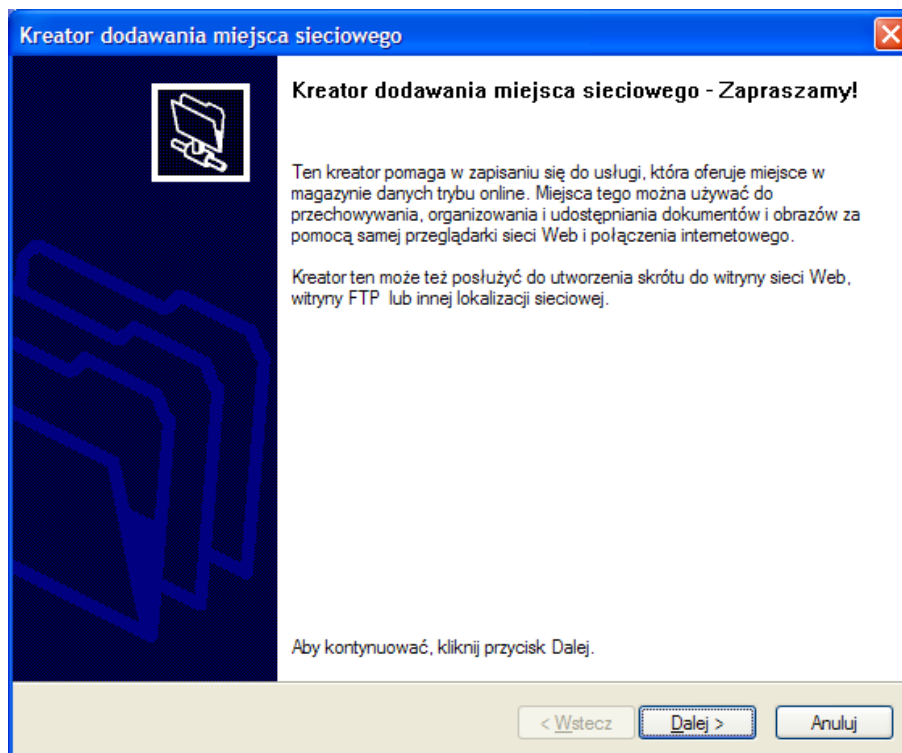 Kreator dodawania miejsca sieciowego
Kreator dodawania miejsca sieciowego - Zapraszamy!
Ten kreator pomaga w zapisaniu się do usługi, która oferuje miejsce w
magazynie danych trybu online. Miejsca tego można używać do
przechowywania, organizowania i udostępniania dokumentów i obrazów za
pomocą samej przeglądarki sieci Web i połączenia internetowego.
Kreator ten może też posłużyć do utworzenia skrótu do witryny sieci Web,
witryny FTP lub innej lokalizacji sieciowej.
Aby kontynuować, kliknij przycisk Dalej.
< Wstecz Dalej > Anuluj